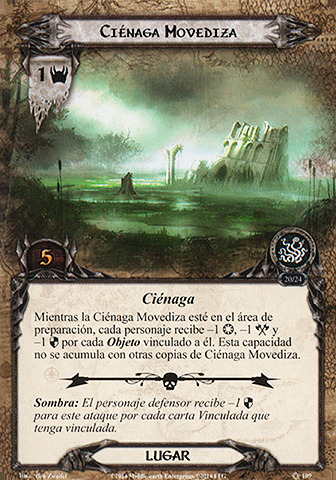 Ciénaga Movediza
1
5
20/24
Ciénaga
Mientras la Ciénaga Movediza esté en el área de
preparación, cada personaje recibe –1 , –1 y
–1 por cada Objeto vinculado a él. Esta capacidad
no se acumula con otras copias de Ciénaga Movediza.
Sombra: El personaje defensor recibe –1
para este ataque por cada carta Vinculada que
tenga vinculada.
LUGAR
©2014 Middle-earth Enterprises ©2014 FFG